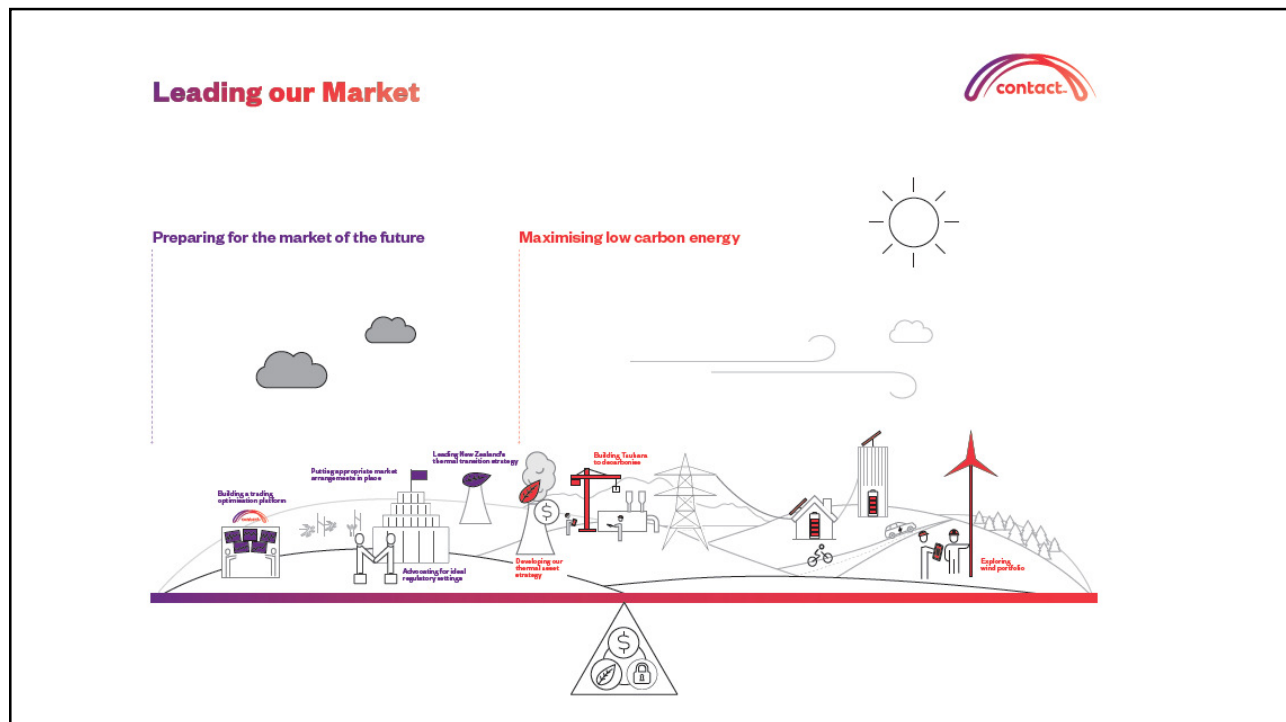 Leading our Market
contact
Preparing for the market of the future
Maximising low carbon energy
Leading New Zealand's
thermal transition strategy
Building Tauhara
to decarbonise
Putting appropriate market
arrangements in place
Building a trading
optimisation platform
contact
$
Developing our
thermal asset
strategy
Advocating for ideal
regulatory settings
Exploring
wind portfolio
$